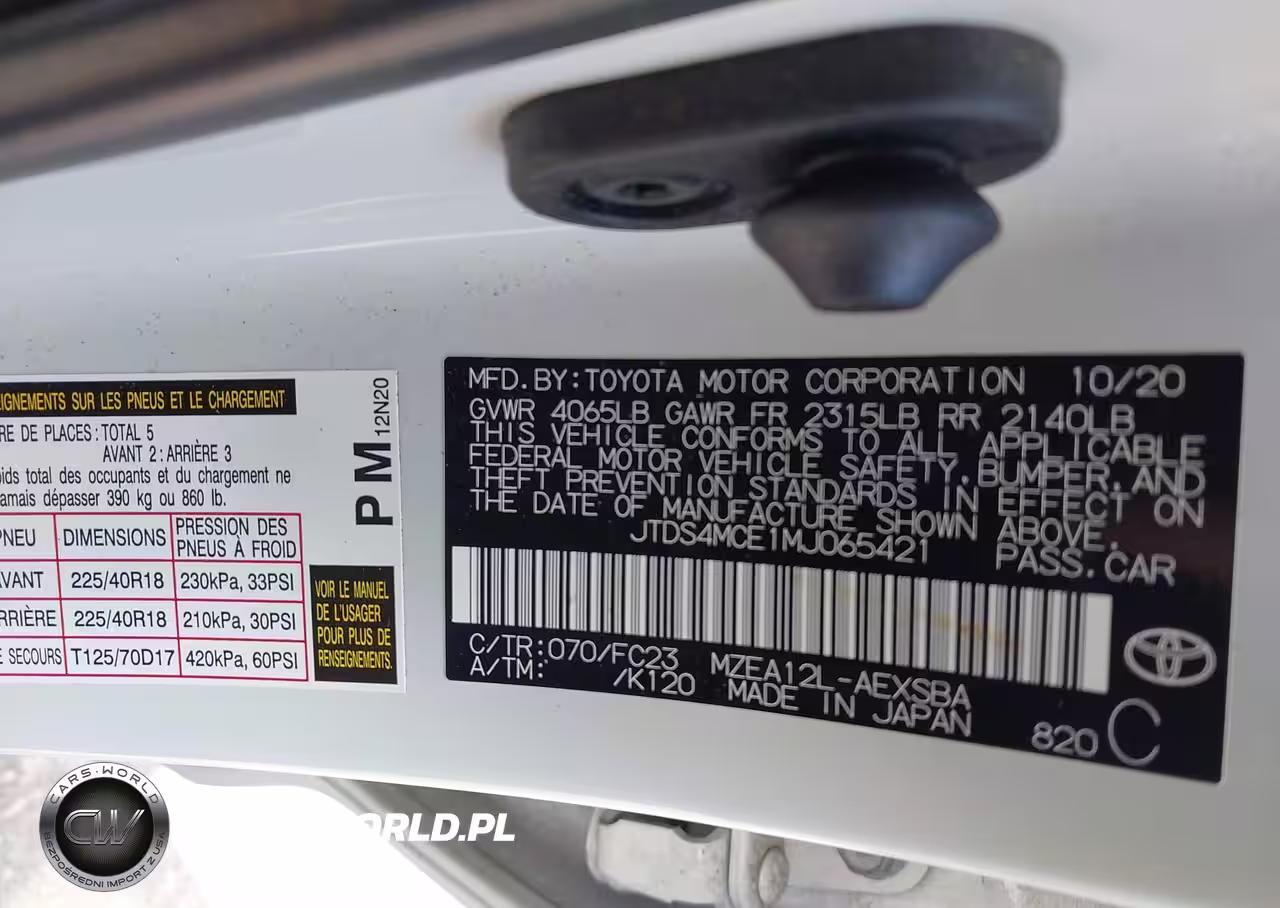 EIGNEMENTS SUR LES PNEUS ET LE CHARGEMENT
RE DE PLACES : TOTAL 5
AVANT 2 : ARRIÈRE 3
oids total des occupants et du chargement ne
amais dépasser 390 kg ou 860 lb.
PNEU DIMENSIONS PRESSION DES PNEUS À FROID
AVANT 225/40R18 230kPa, 33PSI
RRIÈRE 225/40R18 210kPa, 30PSI
E SECOURS T125/70D17 420kPa, 60PSI
PM 12N20
VOIR LE MANUEL
DE L'USAGER
POUR PLUS DE
RENSEIGNEMENTS.
MFD.BY:TOYOTA MOTOR CORPORATION 10/20
GVWR 4065LB GAWR FR 2315LB RR 2140LB
THIS VEHICLE CONFORMS TO ALL APPLICABLE
FEDERAL MOTOR VEHICLE SAFETY,BUMPER,AND
THEFT PREVENTION STANDARDS IN EFFECT ON
THE DATE OF MANUFACTURE SHOWN ABOVE.
JTDS4MCE1MJ065421 PASS.CAR
C/TR:070/FC23 MZEA12L-AEXSBA
A/TM: /K120 MADE IN JAPAN
820 C
CARS-WORLD
CW
BEZPOŚREDNI IMPORT Z USA
ORLD.PL